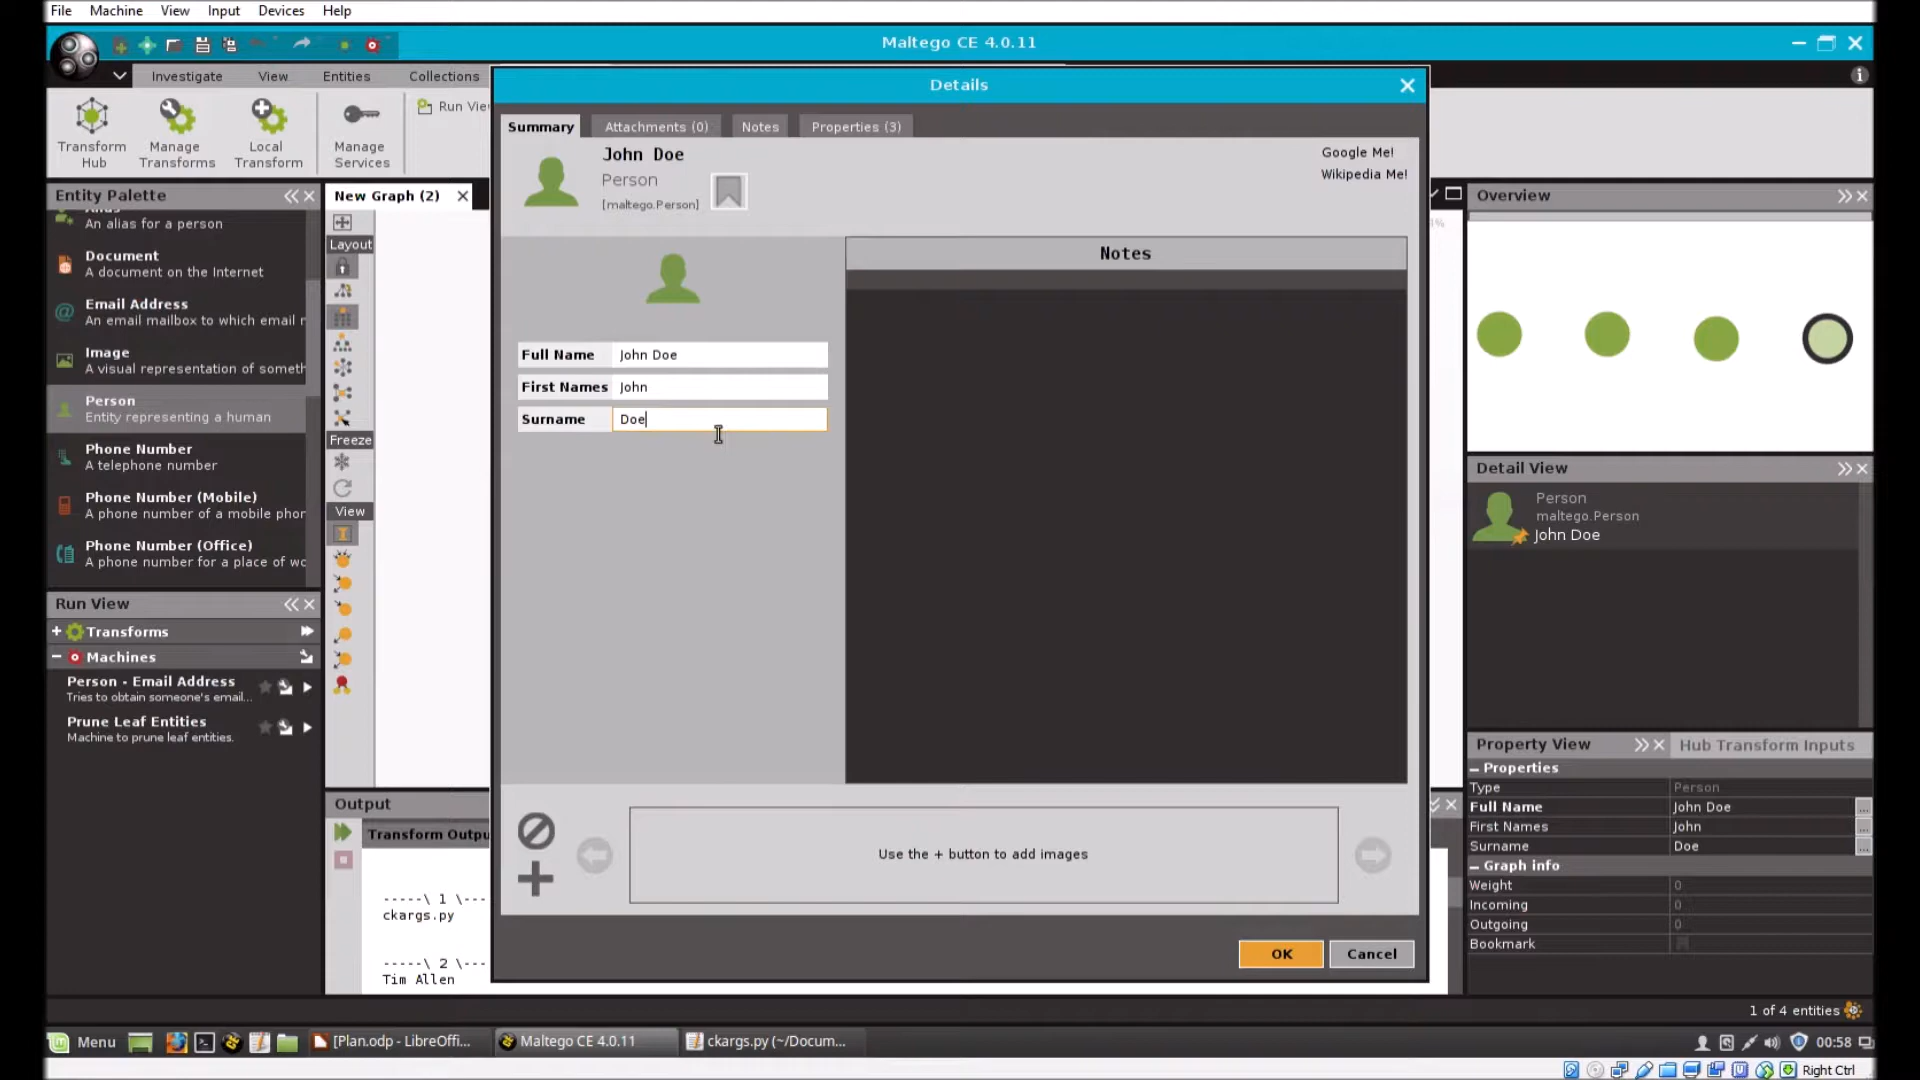 File Machine View Input Devices Help
Maltego CE 4.0.11
Investigate View Entities Collections
Transform Hub
Manage Transforms
Local Transform
Manage Services
Run Vie
Entity Palette
An alias for a person
Document
A document on the Internet
Email Address
An email mailbox to which email r
Image
A visual representation of someth
Person
Entity representing a human
Phone Number
A telephone number
Phone Number (Mobile)
A phone number of a mobile phor
Phone Number (Office)
A phone number for a place of wo
Run View
Transforms
Machines
Person - Email Address
Tries to obtain someone's email...
Prune Leaf Entities
Machine to prune leaf entities.
New Graph (2)
Layout
Freeze
View
Output
Transform Outpu
-----\ 1 \---
ckargs.py
-----\ 2 \---
Tim Allen
Details
Summary Attachments (0) Notes Properties (3)
John Doe
Person
[maltego.Person]
Google Me!
Wikipedia Me!
Full Name John Doe
First Names John
Surname Doe
Notes
Use the + button to add images
OK Cancel
Overview
Detail View
Person
maltego.Person
John Doe
Property View Hub Transform Inputs
Properties
Type Person
Full Name John Doe ...
First Names John ...
Surname Doe ...
Graph info
Weight 0
Incoming 0
Outgoing 0
Bookmark
1 of 4 entities
Menu [Plan.odp - LibreOffi... Maltego CE 4.0.11 ckargs.py (~/Docum... 00:58
Right Ctrl